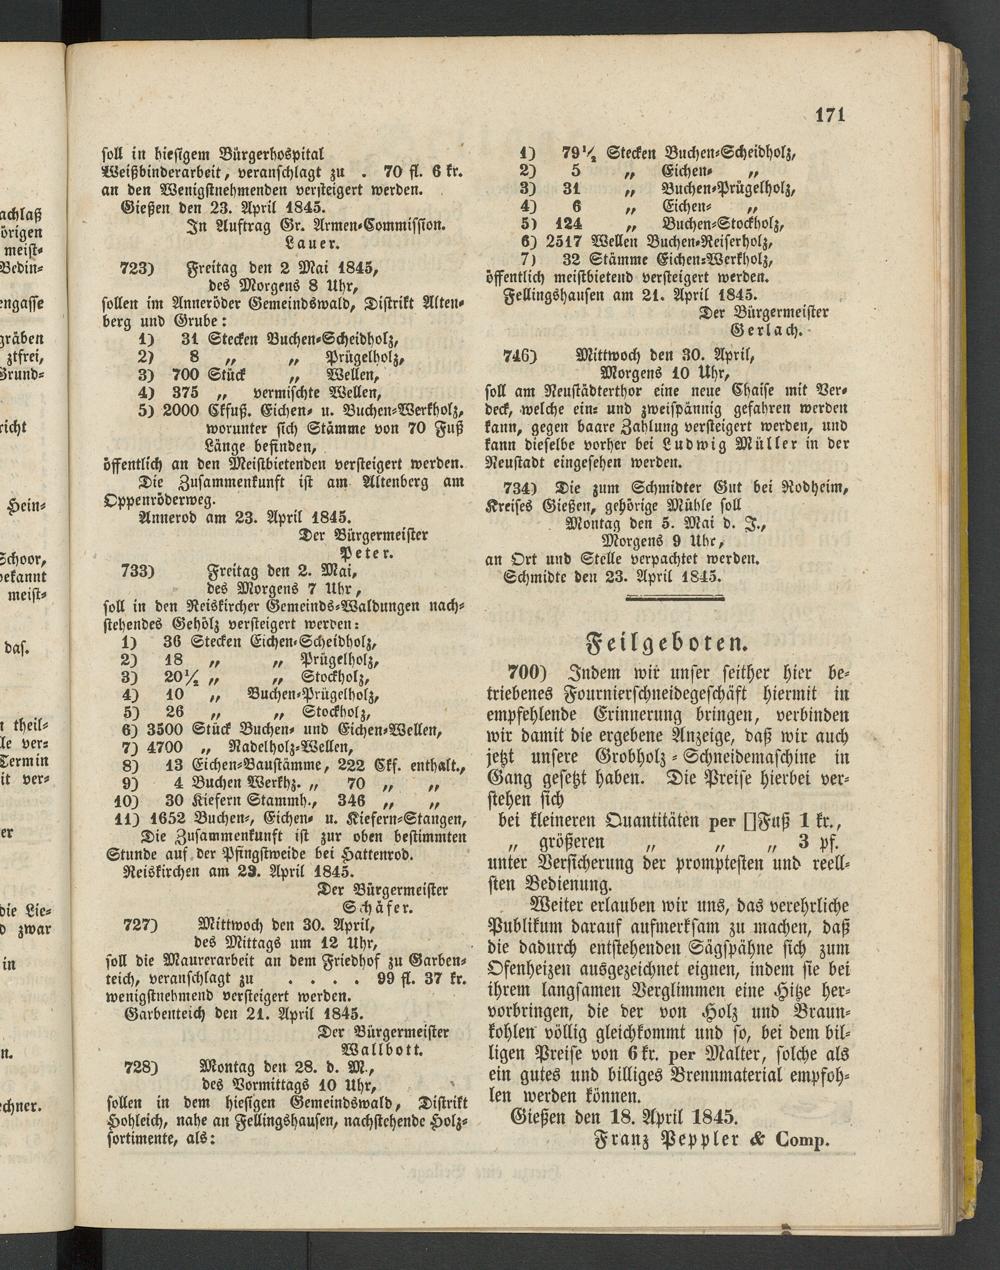 171
soll in hiesigem Bürgerhospital
Weißbinderarbeit, veranschlagt zu . 70 fl. 6 kr.
an den Wenigstnehmenden versteigert werden.
Gießen den 23. April 1845.
In Auftrag Gr. Armen-Commission.
Lauer.
723) Freitag den 2 Mai 1845,
des Morgens 8 Uhr,
sollen im Anneröder Gemeindswald, Distrikt Alten-
berg und Grube:
1) 31 Stecken Buchen-Scheidholz,
2) 8 „ „ Prügelholz,
3) 700 Stück „ Wellen,
4) 375 „ vermischte Wellen,
5) 2000 Ckfuß. Eichen- u. Buchen-Werkholz,
worunter sich Stämme von 70 Fuß
Länge befinden,
öffentlich an den Meistbietenden versteigert werden.
Die Zusammenkunft ist am Altenberg am
Oppenröderweg.
Annerod am 23. April 1845.
Der Bürgermeister
Peter.
733) Freitag den 2. Mai,
des Morgens 7 Uhr,
soll in den Reiskircher Gemeinds-Waldungen nach-
stehendes Gehölz versteigert werden:
1) 36 Stecken Eichen-Scheidholz,
2) 18 „ „ Prügelholz,
3) 20½ „ „ Stockholz,
4) 10 „ Buchen-Prügelholz,
5) 26 „ „ Stockholz,
6) 3500 Stück Buchen- und Eichen-Wellen,
7) 4700 „ Nadelholz-Wellen,
8) 13 Eichen-Baustämme, 222 Ckf. enthalt.,
9) 4 Buchen Werkhz. „ 70 „ „
10) 30 Kiefern Stammh., 346 „ „
11) 1652 Buchen-, Eichen- u. Kiefern-Stangen,
Die Zusammenkunft ist zur oben bestimmten
Stunde auf der Pfingstweide bei Hattenrod.
Reiskirchen am 23. April 1845.
Der Bürgermeister
Schäfer.
727) Mittwoch den 30. April,
des Mittags um 12 Uhr,
soll die Maurerarbeit an dem Friedhof zu Garben-
teich, veranschlagt zu . . . . 99 fl. 37 kr.
wenigstnehmend versteigert werden.
Garbenteich den 21. April 1845.
Der Bürgermeister
Wallbott.
728) Montag den 28. d. M.,
des Vormittags 10 Uhr,
sollen in dem hiesigen Gemeindswald, Distrikt
Hohleich, nahe an Fellingshausen, nachstehende Holz-
sortimente, als:
1) 79½ Stecken Buchen-Scheidholz,
2) 5 „ Eichen- „
3) 31 „ Buchen-Prügelholz,
4) 6 „ Eichen- „
5) 124 „ Buchen-Stockholz,
6) 2517 Wellen Buchen-Reiserholz,
7) 32 Stämme Eichen-Werkholz,
öffentlich meistbietend versteigert werden.
Fellingshausen am 21. April 1845.
Der Bürgermeister
Gerlach.
746) Mittwoch den 30. April,
Morgens 10 Uhr,
soll am Neustädterthor eine neue Chaise mit Ver-
deck, welche ein- und zweispännig gefahren werden
kann, gegen baare Zahlung versteigert werden, und
kann dieselbe vorher bei Ludwig Müller in der
Neustadt eingesehen werden.
734) Die zum Schmidter Gut bei Rodheim,
Kreises Gießen, gehörige Mühle soll
Montag den 5. Mai d. J.,
Morgens 9 Uhr,
an Ort und Stelle verpachtet werden.
Schmidte den 23. April 1845.
Feilgeboten.
700) Indem wir unser seither hier be-
triebenes Fournierschneidegeschäft hiermit in
empfehlende Erinnerung bringen, verbinden
wir damit die ergebene Anzeige, daß wir auch
jetzt unsere Grobholz-Schneidemaschine in
Gang gesetzt haben. Die Preise hierbei ver-
stehen sich
bei kleineren Quantitäten per []Fuß 1 kr.,
„ größeren „ „ „ 3 pf.
unter Versicherung der promptesten und reell-
sten Bedienung.
Weiter erlauben wir uns, das verehrliche
Publikum darauf aufmerksam zu machen, daß
die dadurch entstehenden Sägspähne sich zum
Ofenheizen ausgezeichnet eignen, indem sie bei
ihrem langsamen Verglimmen eine Hitze her-
vorbringen, die der von Holz und Braun-
kohlen völlig gleichkommt und so, bei dem bil-
ligen Preise von 6 kr. per Malter, solche als
ein gutes und billiges Brennmaterial empfoh-
len werden können.
Gießen den 18. April 1845.
Franz Peppler & Comp.